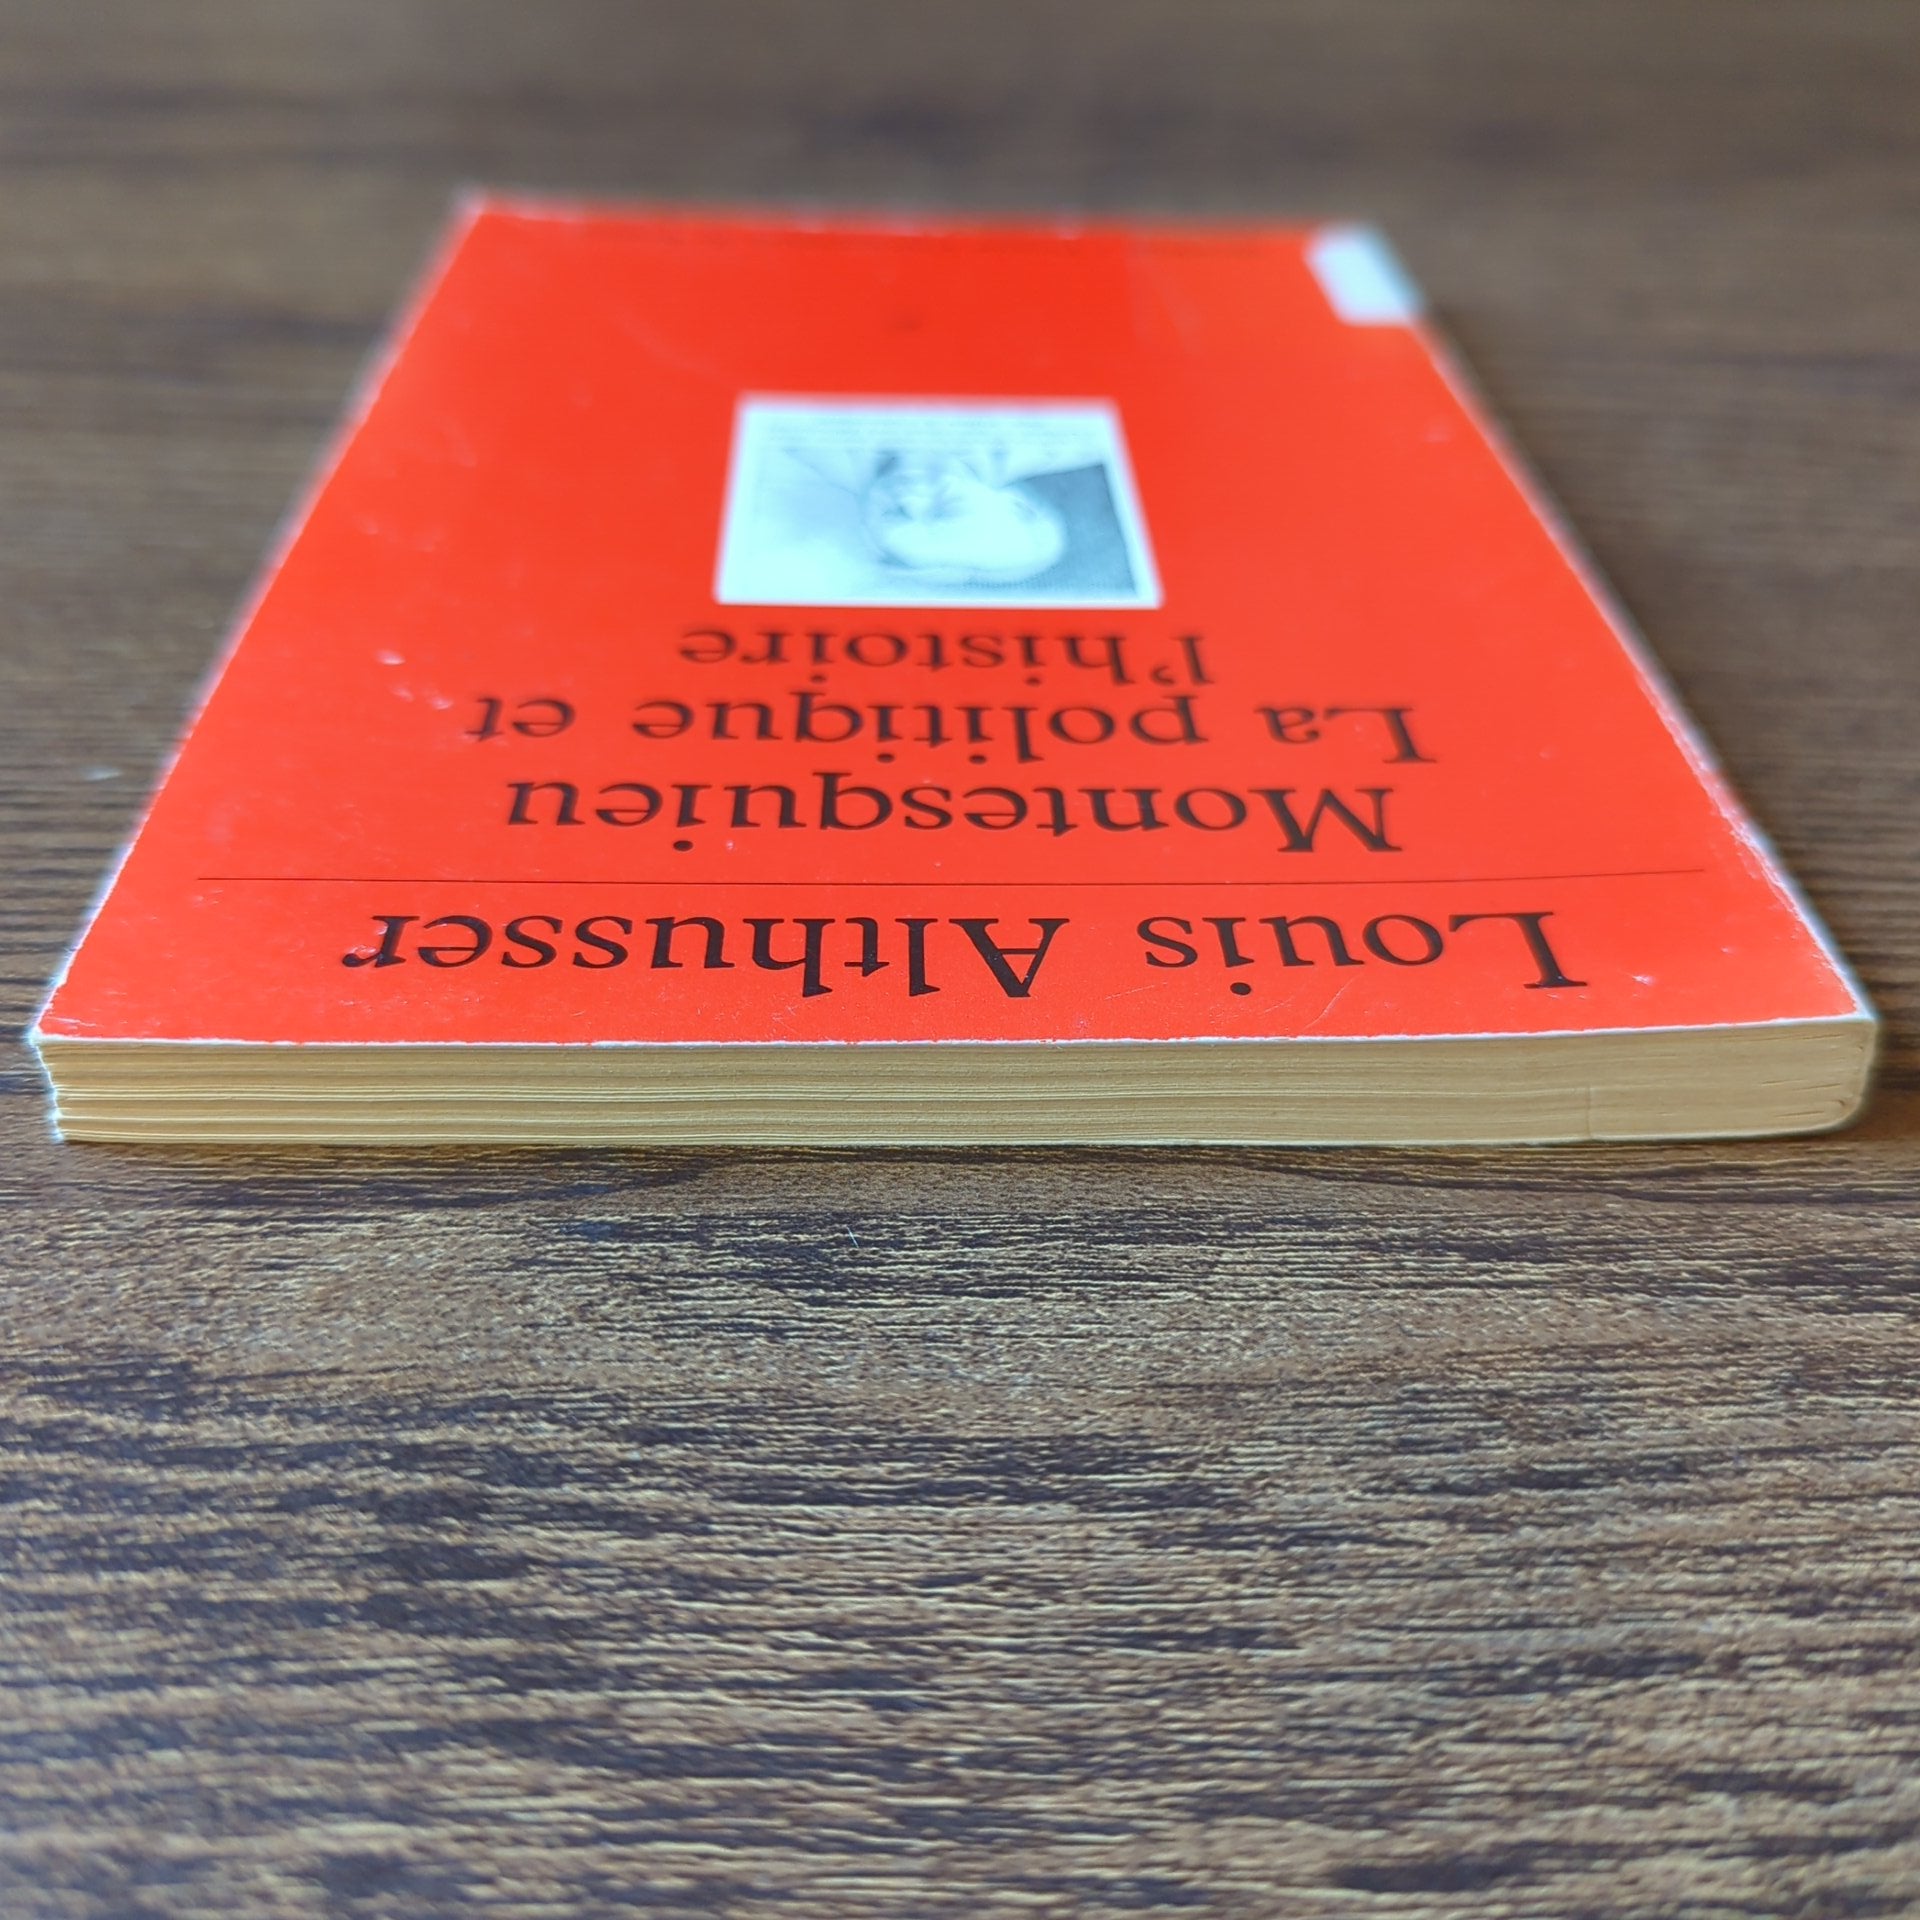 Louis Althusser
Montesquieu
La politique et
l'histoire